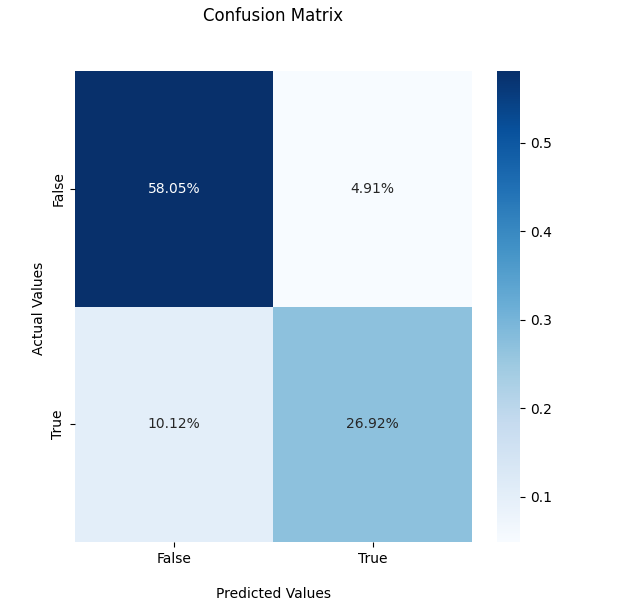 Confusion Matrix
False
58.05%
4.91%
True
10.12%
26.92%
Actual Values
False
True
Predicted Values
0.5
0.4
0.3
0.2
0.1